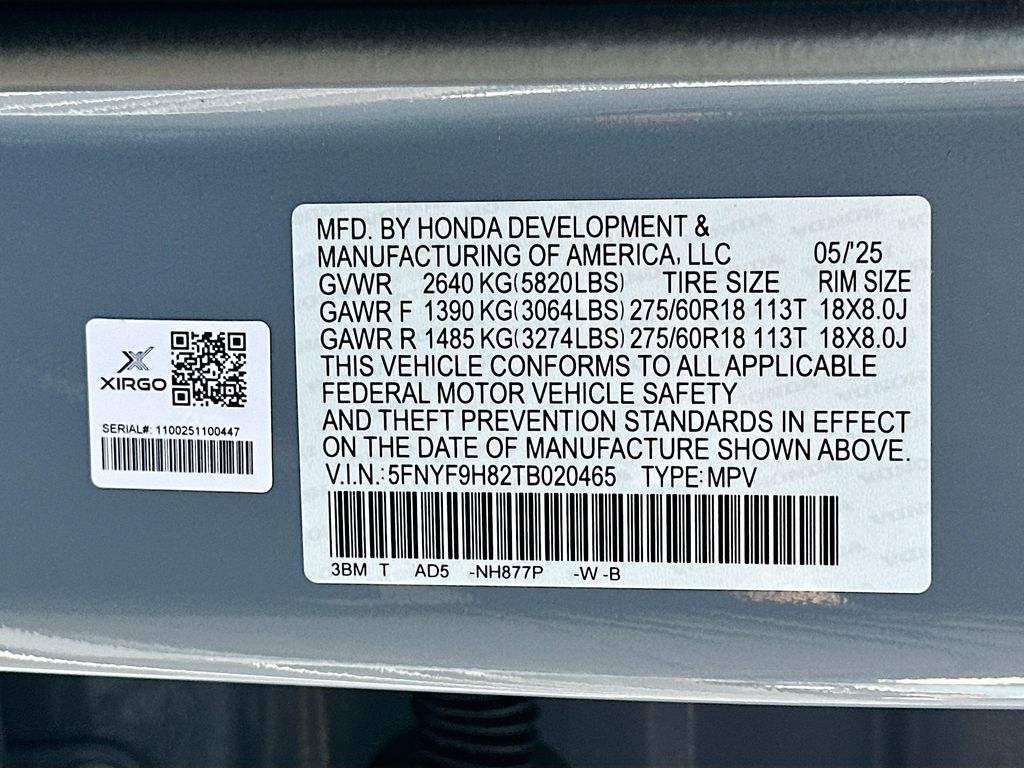 MFD. BY HONDA DEVELOPMENT &
MANUFACTURING OF AMERICA, LLC 05/'25
GVWR 2640 KG(5820LBS) TIRE SIZE RIM SIZE
GAWR F 1390 KG(3064LBS) 275/60R18 113T 18X8.0J
GAWR R 1485 KG(3274LBS) 275/60R18 113T 18X8.0J
THIS VEHICLE CONFORMS TO ALL APPLICABLE
FEDERAL MOTOR VEHICLE SAFETY
AND THEFT PREVENTION STANDARDS IN EFFECT
ON THE DATE OF MANUFACTURE SHOWN ABOVE.
V.I.N.:5FNYF9H82TB020465 TYPE:MPV
3BM T AD5 -NH877P -W -B
XIRGO
SERIAL#: 1100251100447